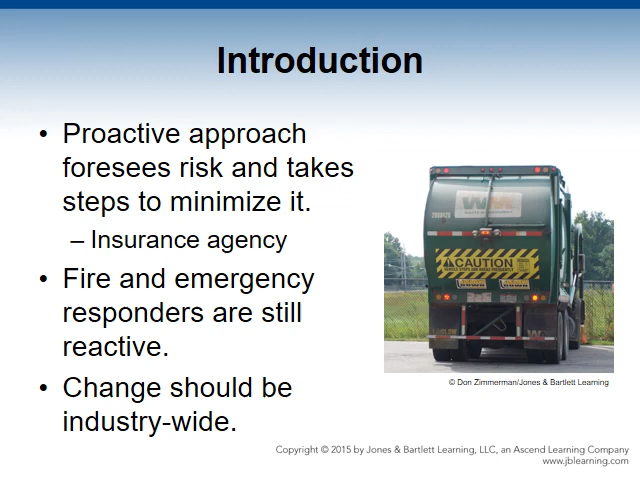 Introduction
• Proactive approach
foresees risk and takes
steps to minimize it.
– Insurance agency
• Fire and emergency
responders are still
reactive.
• Change should be
industry-wide.
WM
CAUTION
© Don Zimmerman/Jones & Bartlett Learning
Copyright © 2015 by Jones & Bartlett Learning, LLC, an Ascend Learning Company
www.jblearning.com